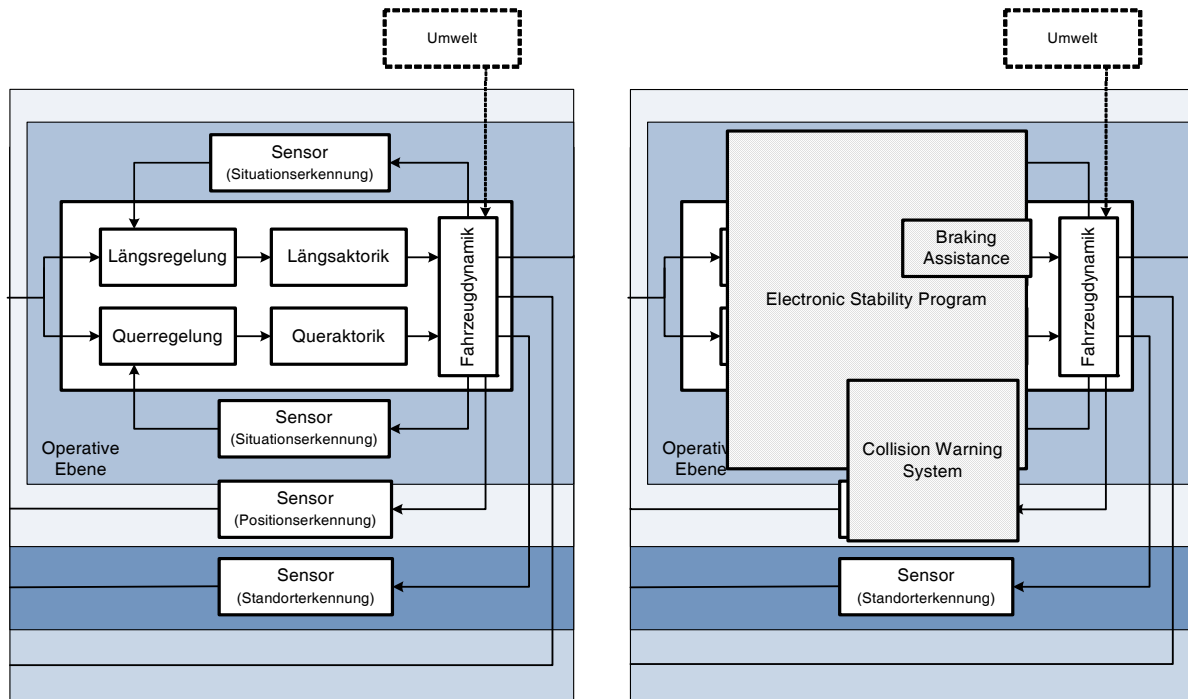 Umwelt
Sensor
(Situationserkennung)
Längsregelung
Längsaktorik
Querregelung
Queraktorik
Fahrzeugdynamik
Sensor
(Situationserkennung)
Operative
Ebene
Sensor
(Positionserkennung)
Sensor
(Standorterkennung)
Umwelt
Braking
Assistance
Electronic Stability Program
Fahrzeugdynamik
Collision Warning
System
Operative
Ebene
Sensor
(Standorterkennung)